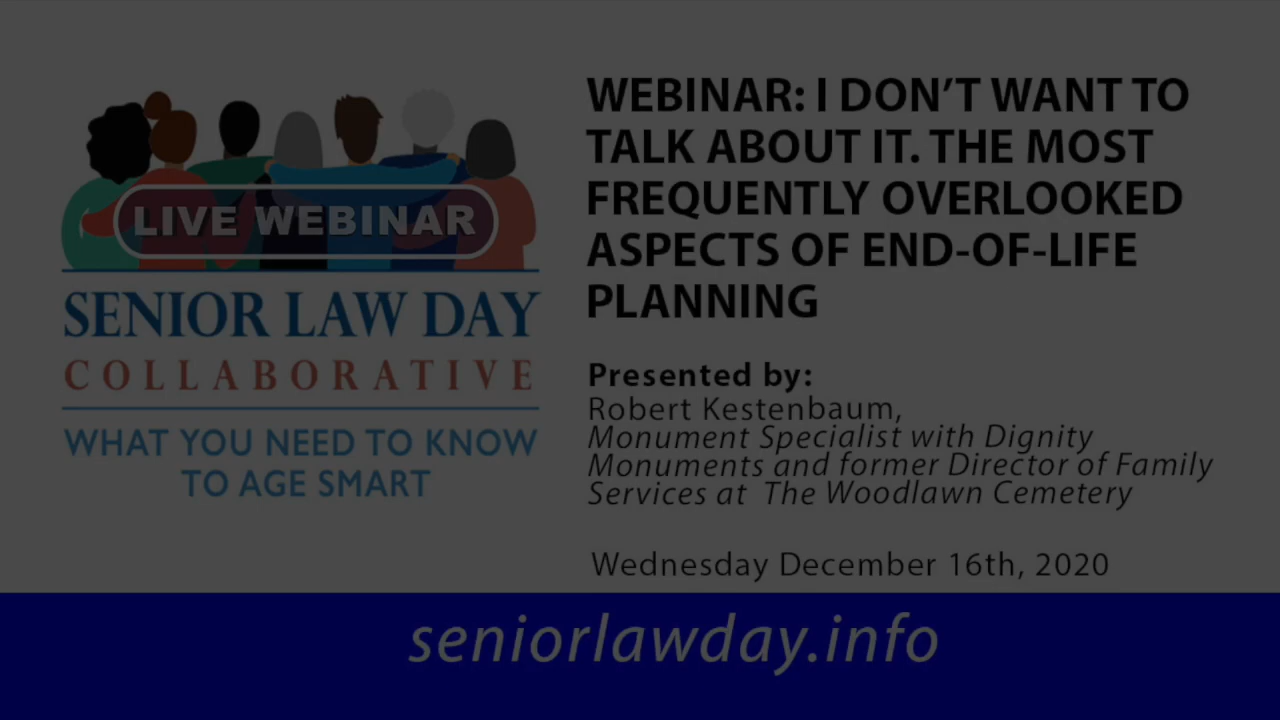 LIVE WEBINAR
SENIOR LAW DAY
COLLABORATIVE
WHAT YOU NEED TO KNOW
TO AGE SMART
WEBINAR: I DON’T WANT TO
TALK ABOUT IT. THE MOST
FREQUENTLY OVERLOOKED
ASPECTS OF END-OF-LIFE
PLANNING
Presented by:
Robert Kestenbaum,
Monument Specialist with Dignity
Monuments and former Director of Family
Services at The Woodlawn Cemetery
Wednesday December 16th, 2020
seniorlawday.info